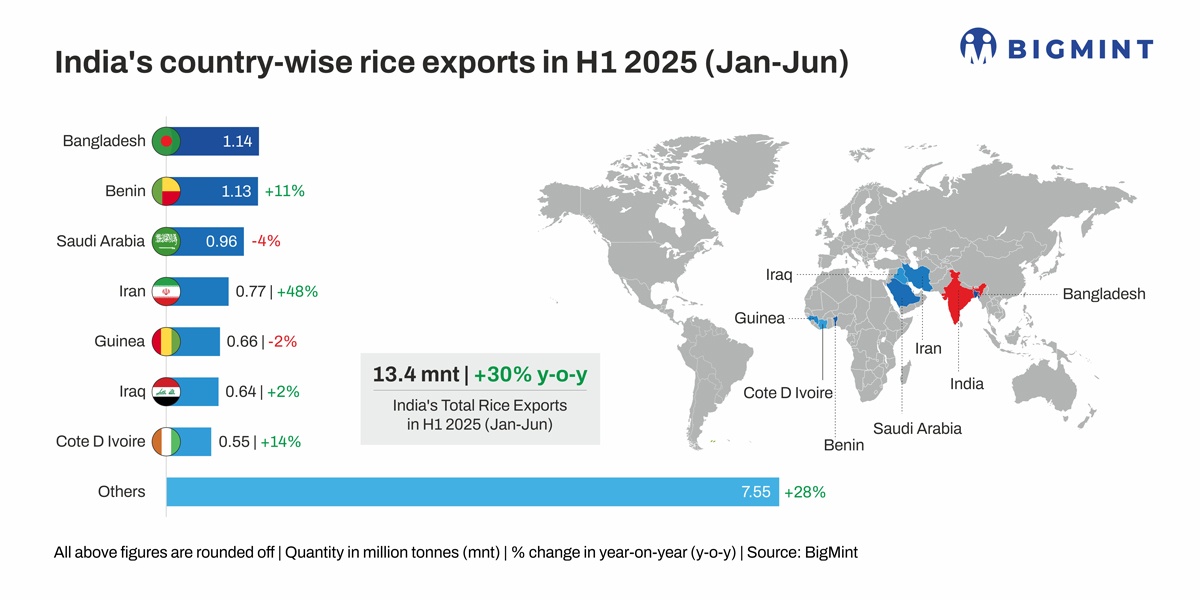 India's country-wise rice exports in H1 2025 (Jan-Jun)
BIGMINT
Bangladesh 1.14
Benin 1.13 +11%
Saudi Arabia 0.96 -4%
Iran 0.77 | +48%
Guinea 0.66 | -2%
Iraq 0.64 | +2%
Cote D Ivoire 0.55 | +14%
Others 7.55 +28%
13.4 mnt | +30% y-o-y
India's Total Rice Exports
in H1 2025 (Jan-Jun)
Iraq
Bangladesh
Guinea
Iran
India
Cote D Ivoire
Saudi Arabia
Benin
All above figures are rounded off | Quantity in million tonnes (mnt) | % change in year-on-year (y-o-y) | Source: BigMint